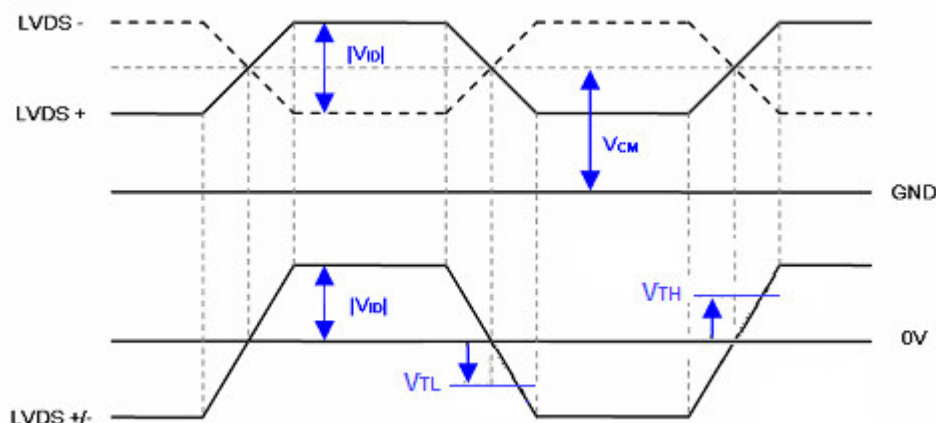 LVDS -
|VID|
LVDS +
VCM
GND
VTH
|VID|
0V
VTL
LVDS +/-